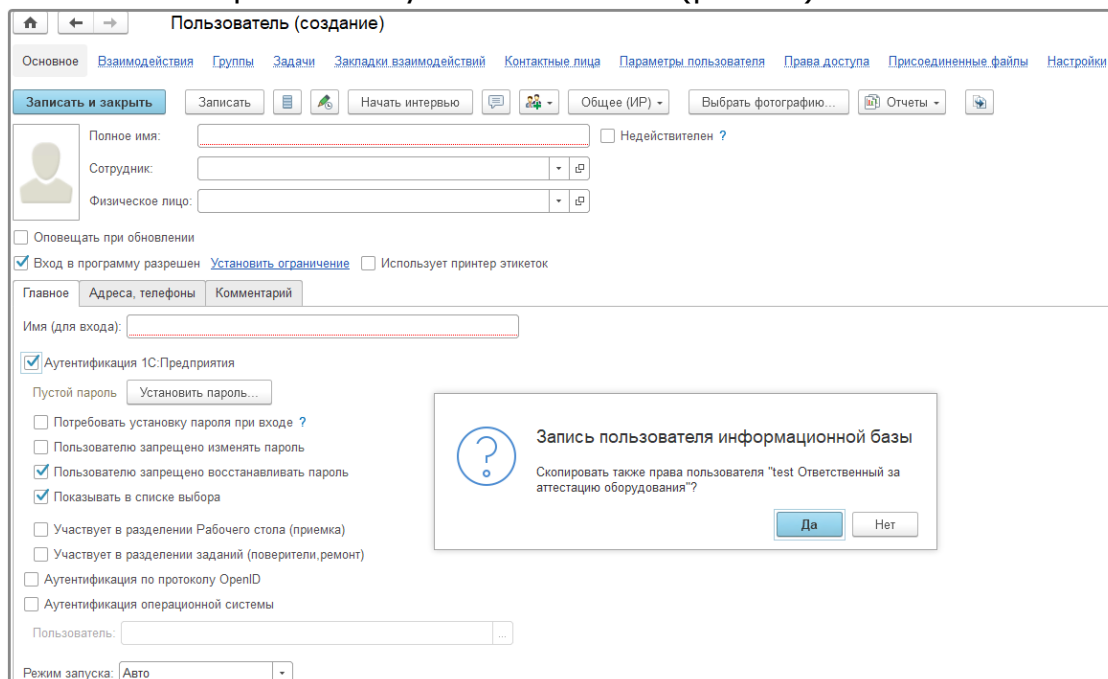 Пользователь (создание)
Основное Взаимодействия Группы Задачи Закладки взаимодействий Контактные лица Параметры пользователя Права доступа Присоединенные файлы Настройки
Записать и закрыть Записать Начать интервью Общее (ИР) Выбрать фотографию... Отчеты
Полное имя: Недействителен ?
Сотрудник:
Физическое лицо:
Оповещать при обновлении
Вход в программу разрешен Установить ограничение Использует принтер этикеток
Главное Адреса, телефоны Комментарий
Имя (для входа):
Аутентификация 1С:Предприятия
Пустой пароль Установить пароль...
Потребовать установку пароля при входе ?
Пользователю запрещено изменять пароль
Пользователю запрещено восстанавливать пароль
Показывать в списке выбора
Участвует в разделении Рабочего стола (приемка)
Участвует в разделении заданий (поверители,ремонт)
Аутентификация по протоколу OpenID
Аутентификация операционной системы
Пользователь: ...
Режим запуска: Авто
Запись пользователя информационной базы
Скопировать также права пользователя "test Ответственный за
аттестацию оборудования"?
Да Нет